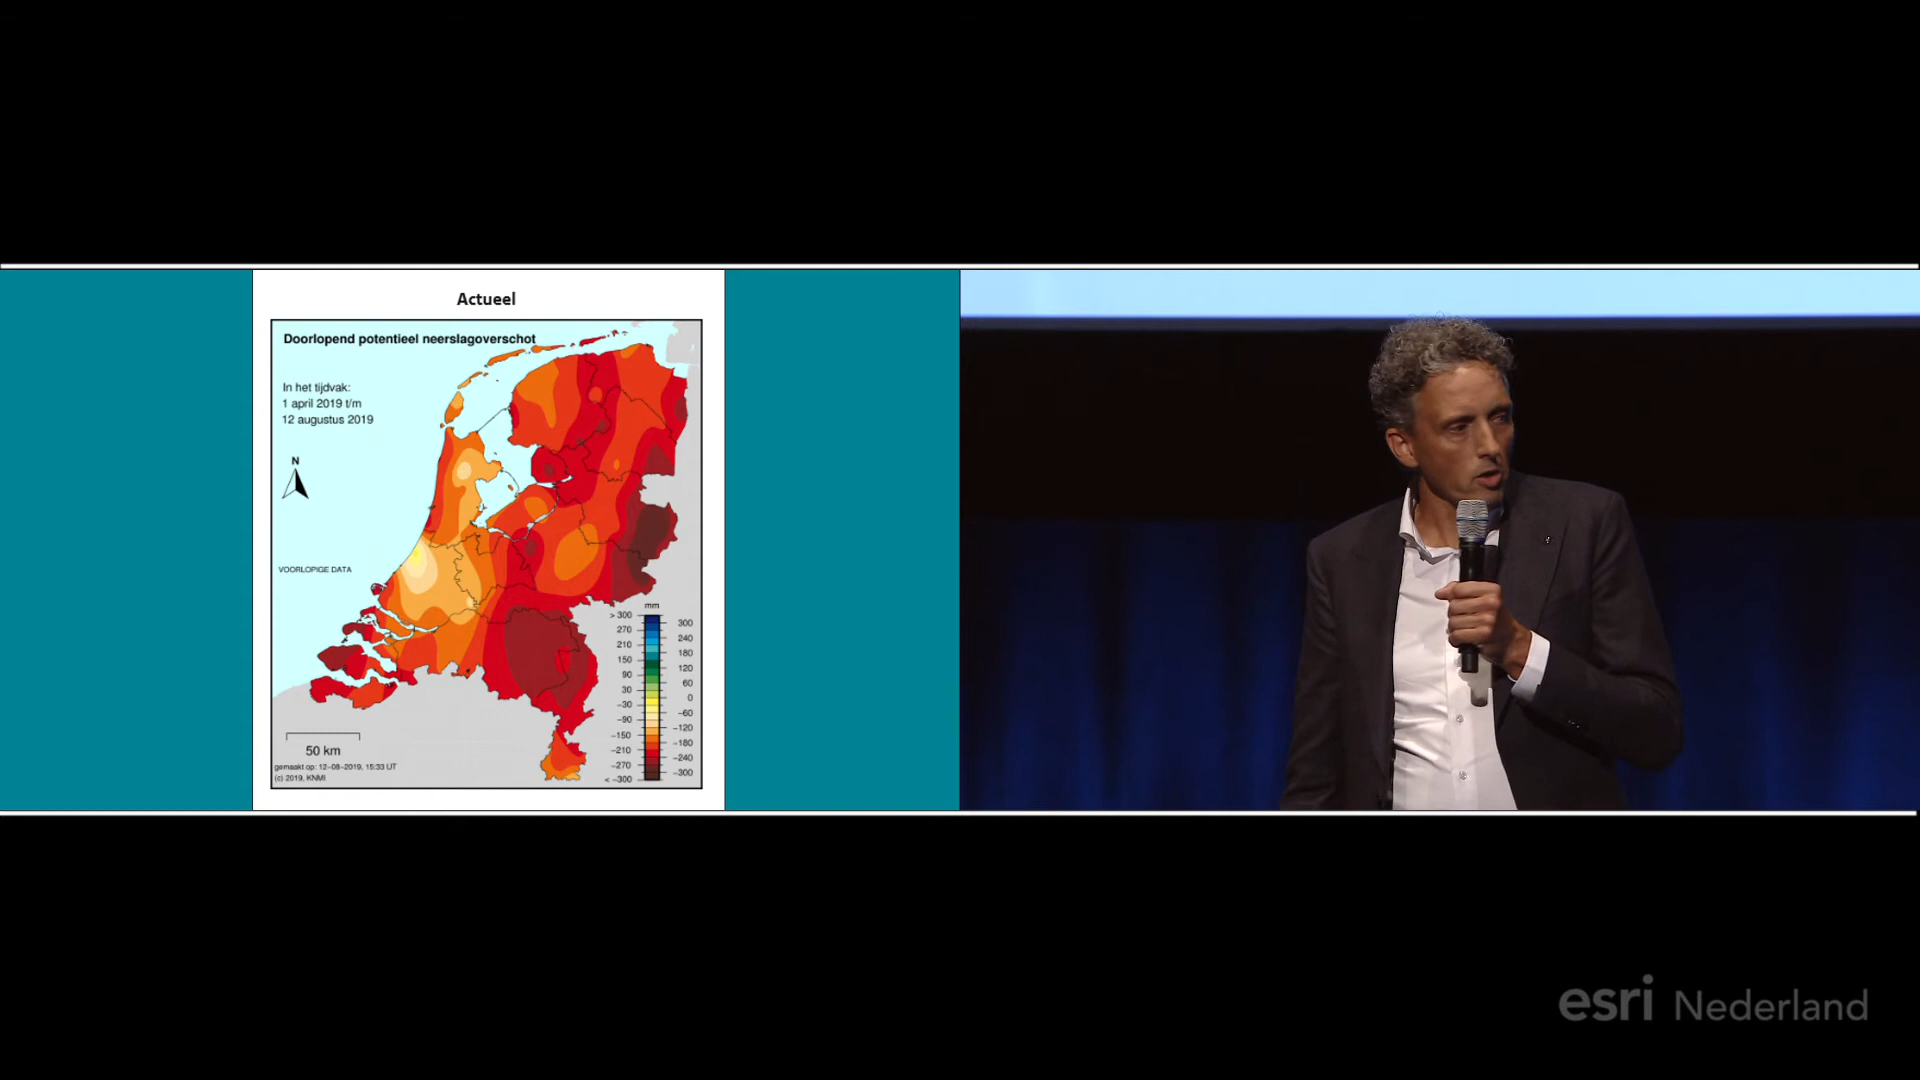 Actueel
Doorlopend potentieel neerslagoverschot
In het tijdvak:
1 april 2019 t/m
12 augustus 2019
N
VOORLOPIGE DATA
mm
> 300
300
270
240
210
180
150
120
90
60
30
0
−30
−60
−90
−120
−150
−180
−210
−240
−270
−300
< −300
50 km
gemaakt op: 12−08−2019, 15:33 UT
(c) 2019, KNMI
esri Nederland